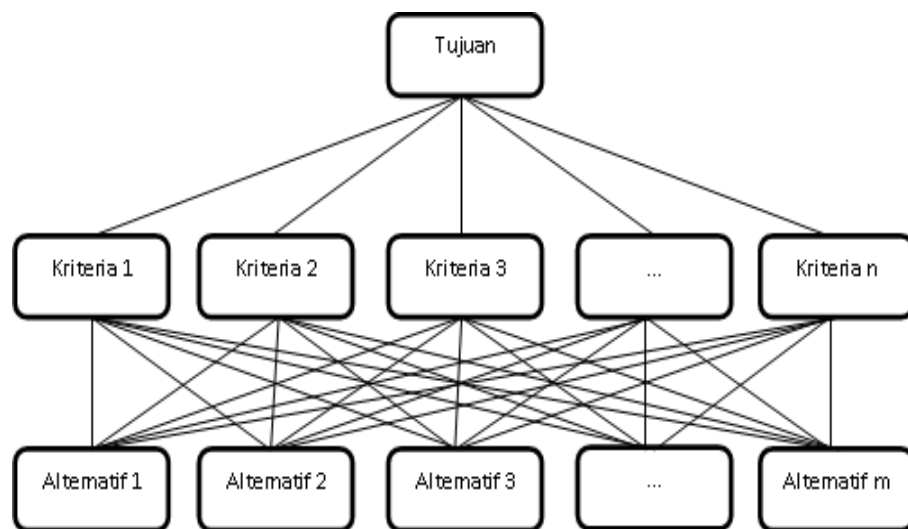 Tujuan
Kriteria 1
Kriteria 2
Kriteria 3
...
Kriteria n
Alternatif 1
Alternatif 2
Alternatif 3
...
Alternatif m